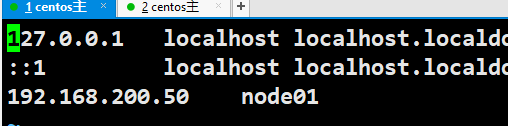 1 centos主 × 2 centos主 × +
127.0.0.1 localhost localhost.localdo
::1 localhost localhost.localdo
192.168.200.50 node01
~